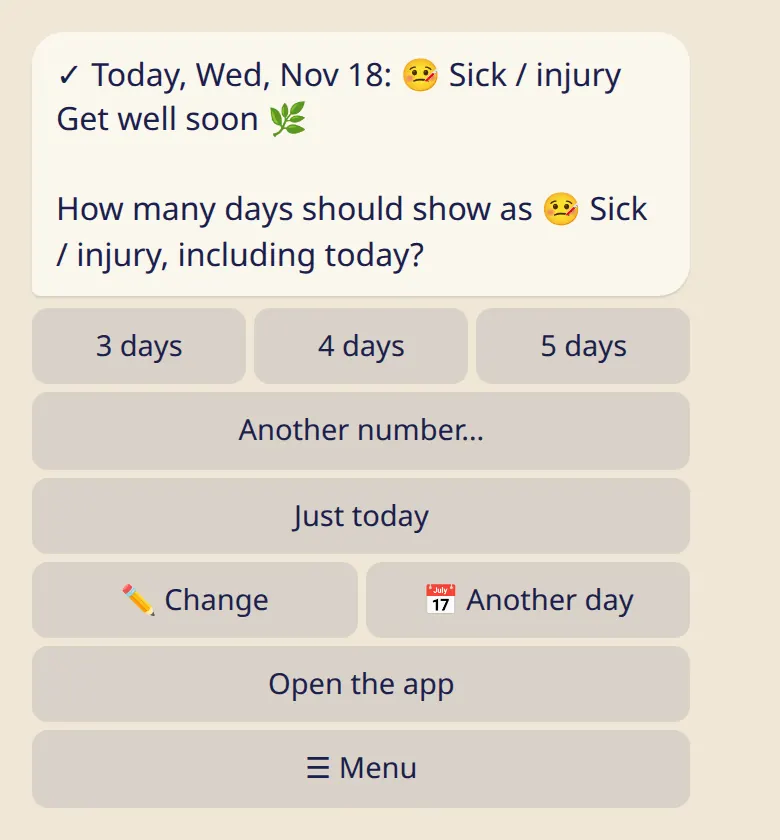 ✓ Today, Wed, Nov 18: 🤒 Sick / injury
Get well soon 🌿
How many days should show as 🤒 Sick
/ injury, including today?
3 days 4 days 5 days
Another number...
Just today
✏️ Change 📅 Another day
Open the app
☰ Menu